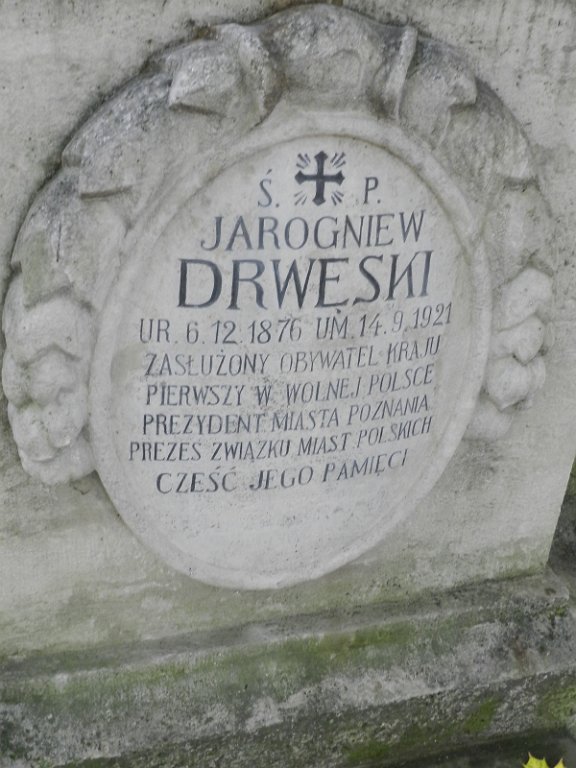 Ś. P.
JAROGNIEW
DRWĘSKI
UR. 6.12.1876 UM. 14.9.1921
ZASŁUŻONY OBYWATEL KRAJU
PIERWSZY W WOLNEJ POLSCE
PREZYDENT MIASTA POZNANIA
PREZES ZWIĄZKU MIAST POLSKICH
CZEŚĆ JEGO PAMIĘCI